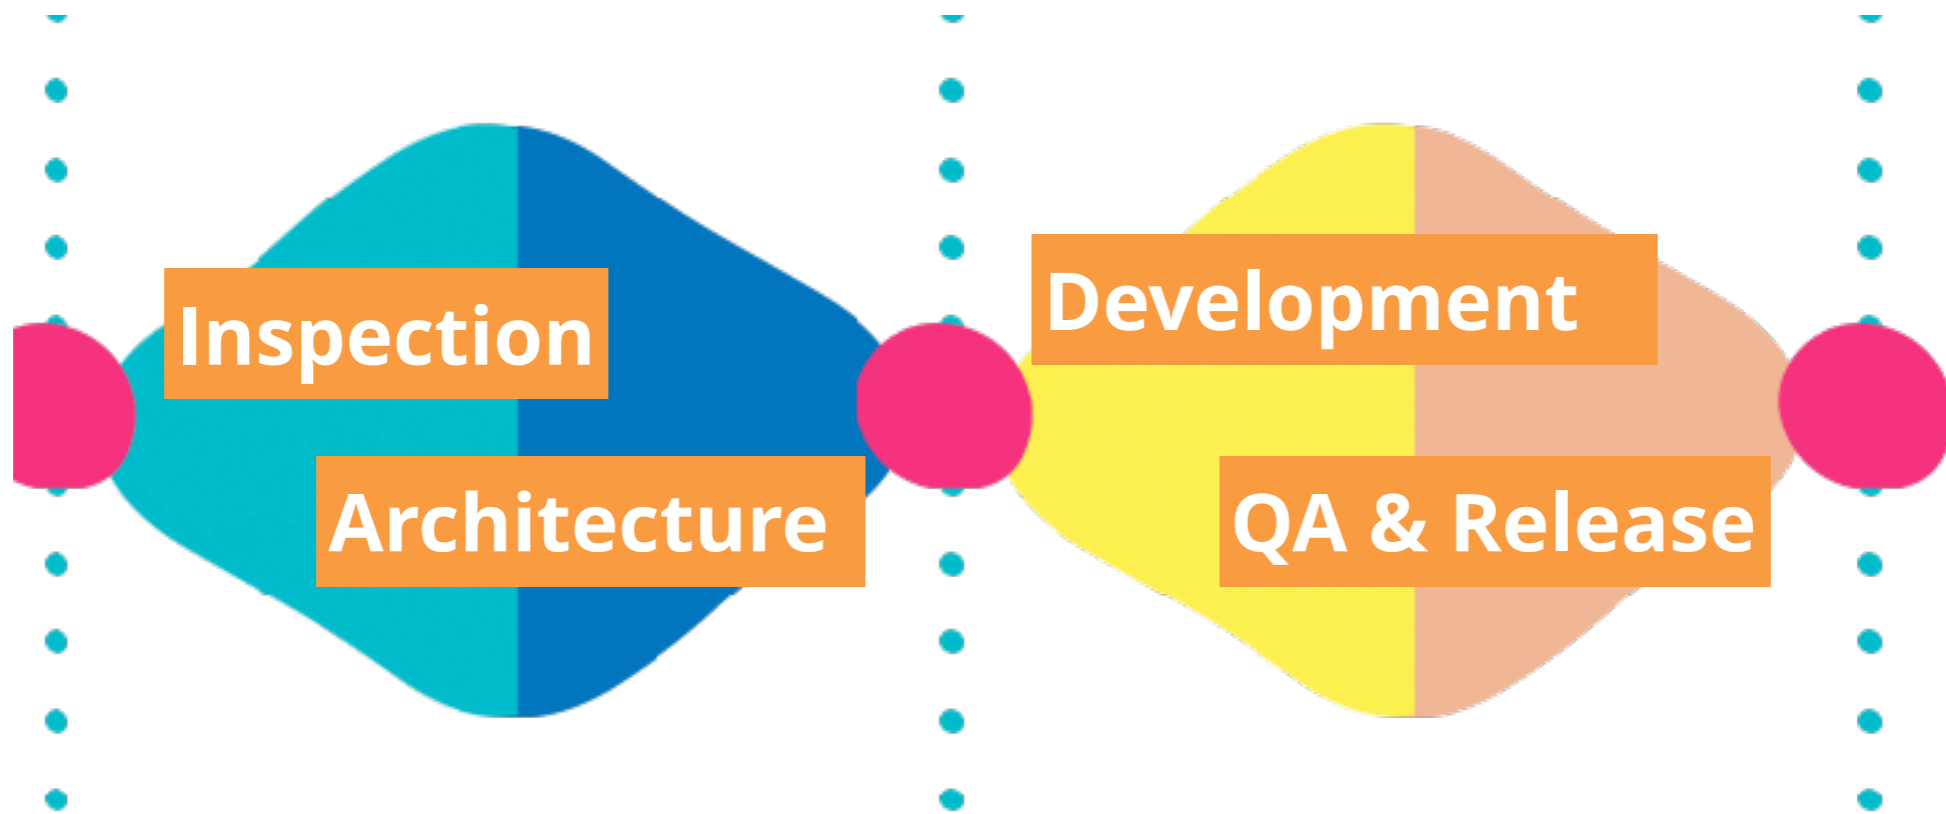 Inspection
Architecture
Development
QA & Release